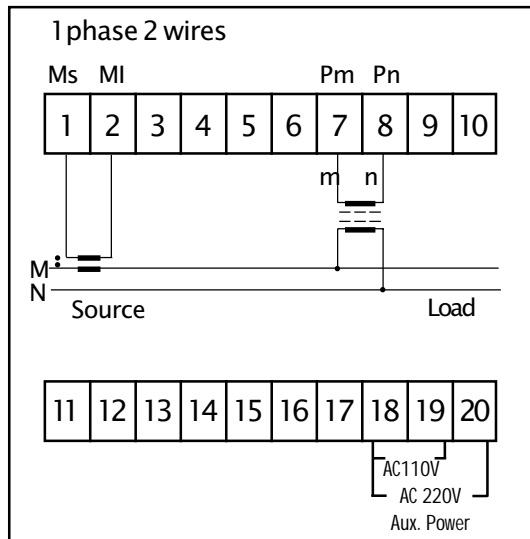 1 phase 2 wires
Ms Ml Pm Pn
1 2 3 4 5 6 7 8 9 10
m n
M
N
Source Load
11 12 13 14 15 16 17 18 19 20
AC110V
AC 220V
Aux. Power